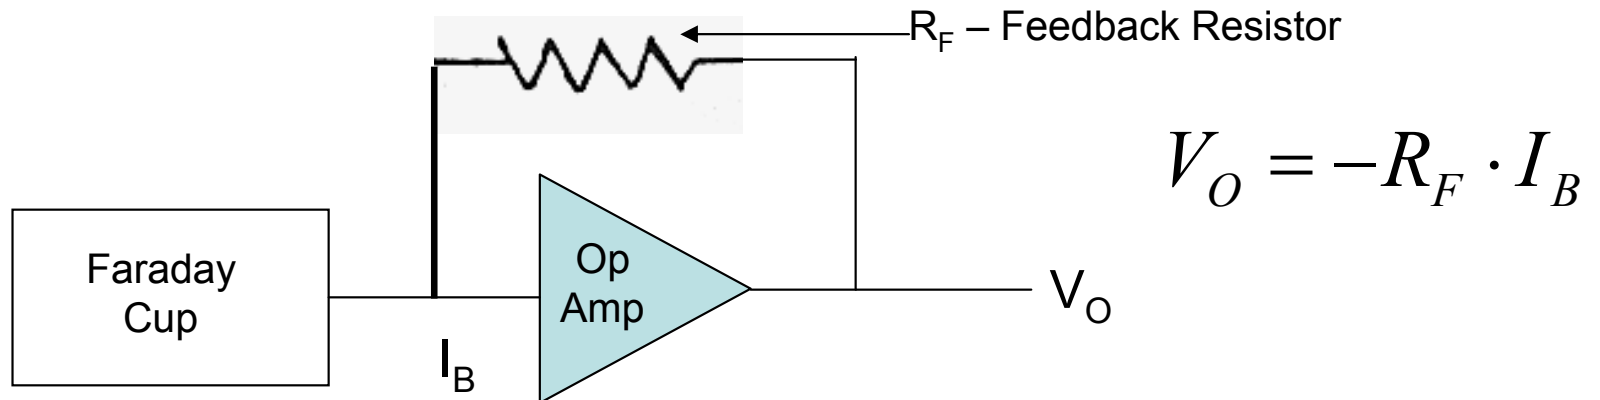 R_F – Feedback Resistor
V_O = −R_F · I_B
Faraday
Cup
Op
Amp
V_O
I_B